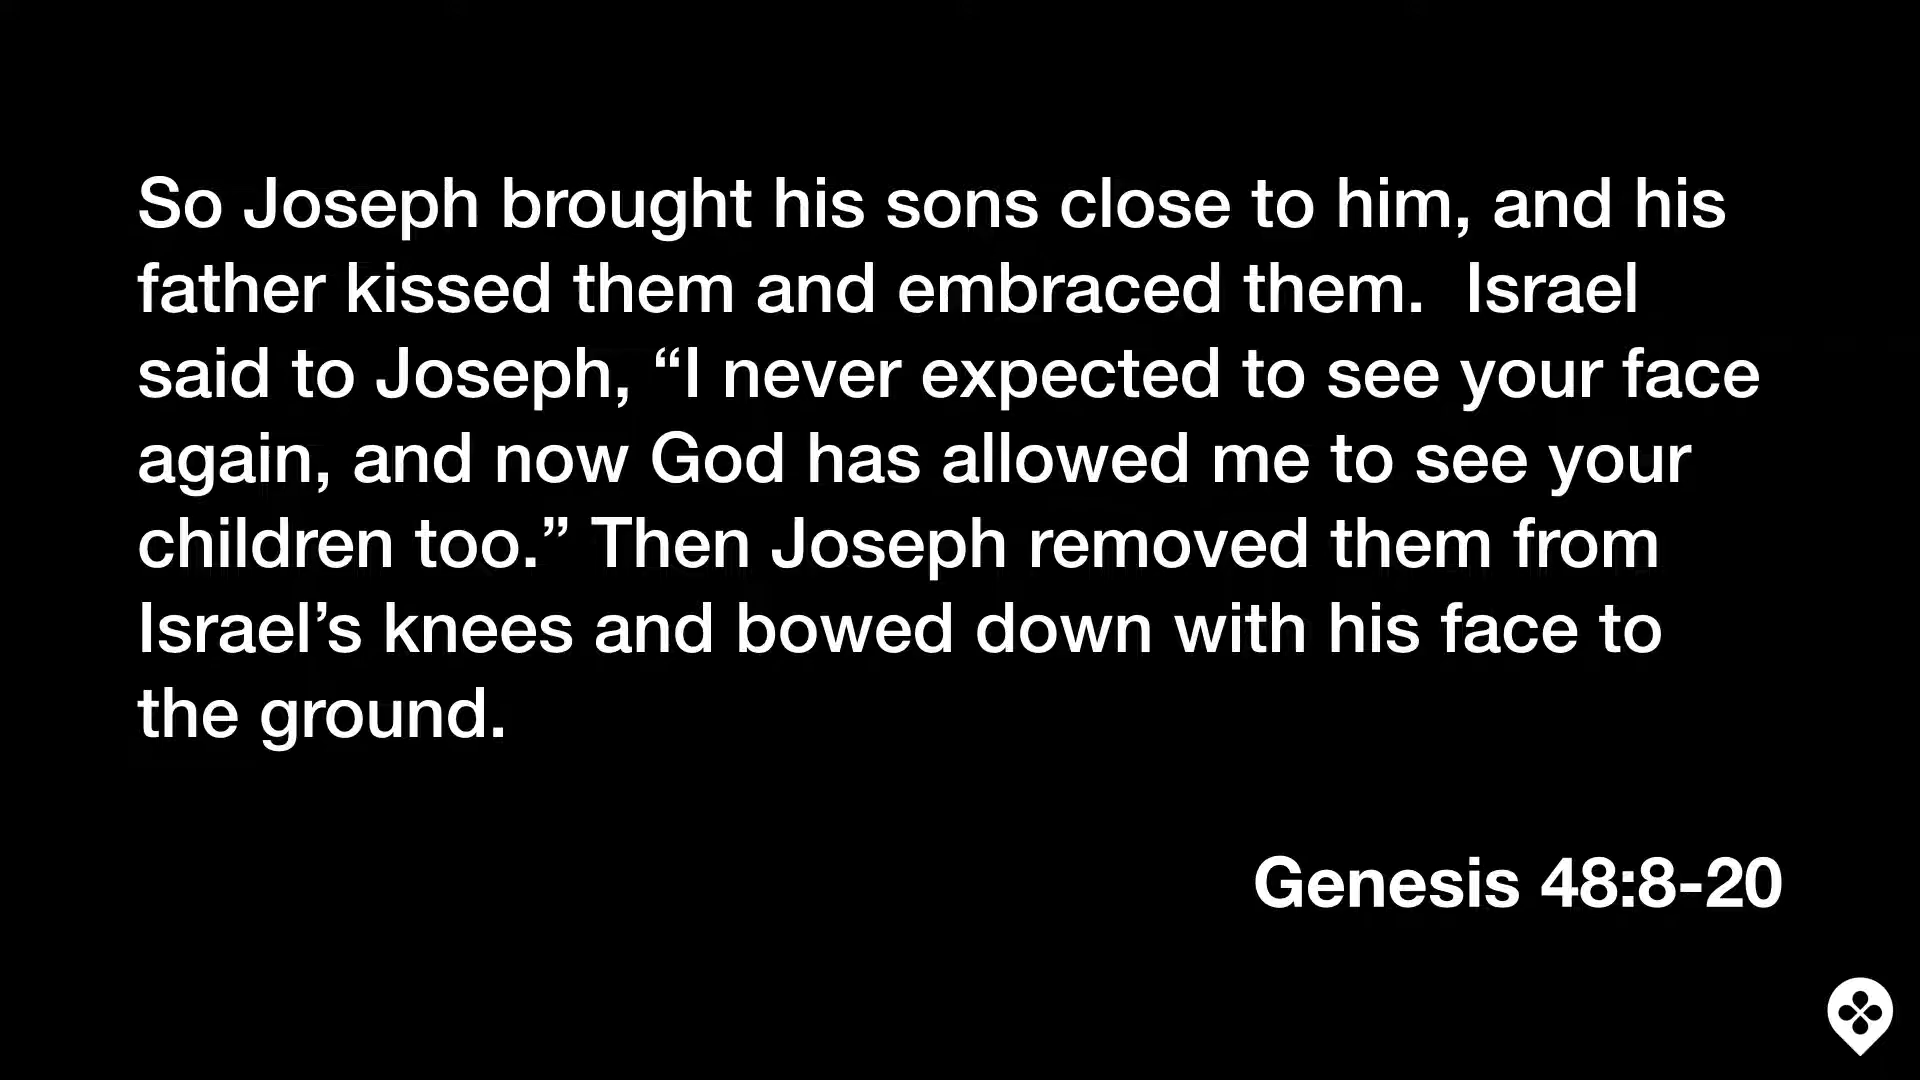 So Joseph brought his sons close to him, and his
father kissed them and embraced them.  Israel
said to Joseph, “I never expected to see your face
again, and now God has allowed me to see your
children too.” Then Joseph removed them from
Israel’s knees and bowed down with his face to
the ground.
Genesis 48:8-20